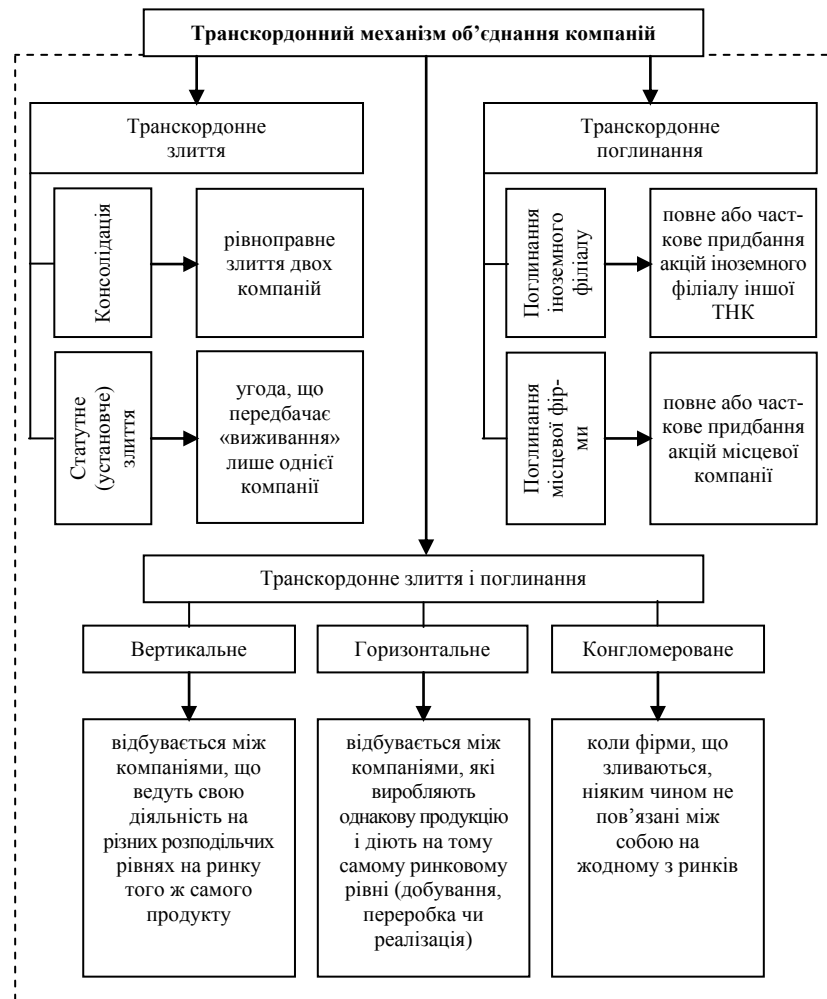 Транскордонний механізм об’єднання компаній
Транскордонне
злиття
Консолідація
рівноправне
злиття двох
компаній
Статутне
(установче)
злиття
угода, що
передбачає
«виживання»
лише однієї
компанії
Транскордонне
поглинання
Поглинання
іноземного
філіалу
повне або част-
кове придбання
акцій іноземного
філіалу іншої
ТНК
Поглинання
місцевої фір-
ми
повне або част-
кове придбання
акцій місцевої
компанії
Транскордонне злиття і поглинання
Вертикальне
відбувається між
компаніями, що
ведуть свою
діяльність на
різних розподільчих
рівнях на ринку
того ж самого
продукту
Горизонтальне
відбувається між
компаніями, які
виробляють
однакову продукцію
і діють на тому
самому ринковому
рівні (добування,
переробка чи
реалізація)
Конгломероване
коли фірми, що
зливаються,
ніяким чином не
пов’язані між
собою на
жодному з ринків